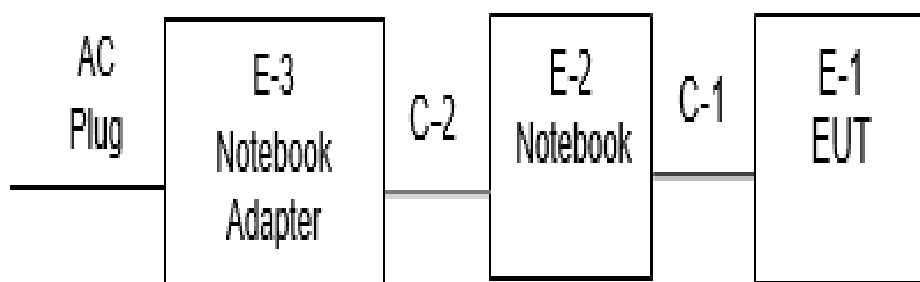 AC
Plug
E-3
Notebook
Adapter
C-2
E-2
Notebook
C-1
E-1
EUT